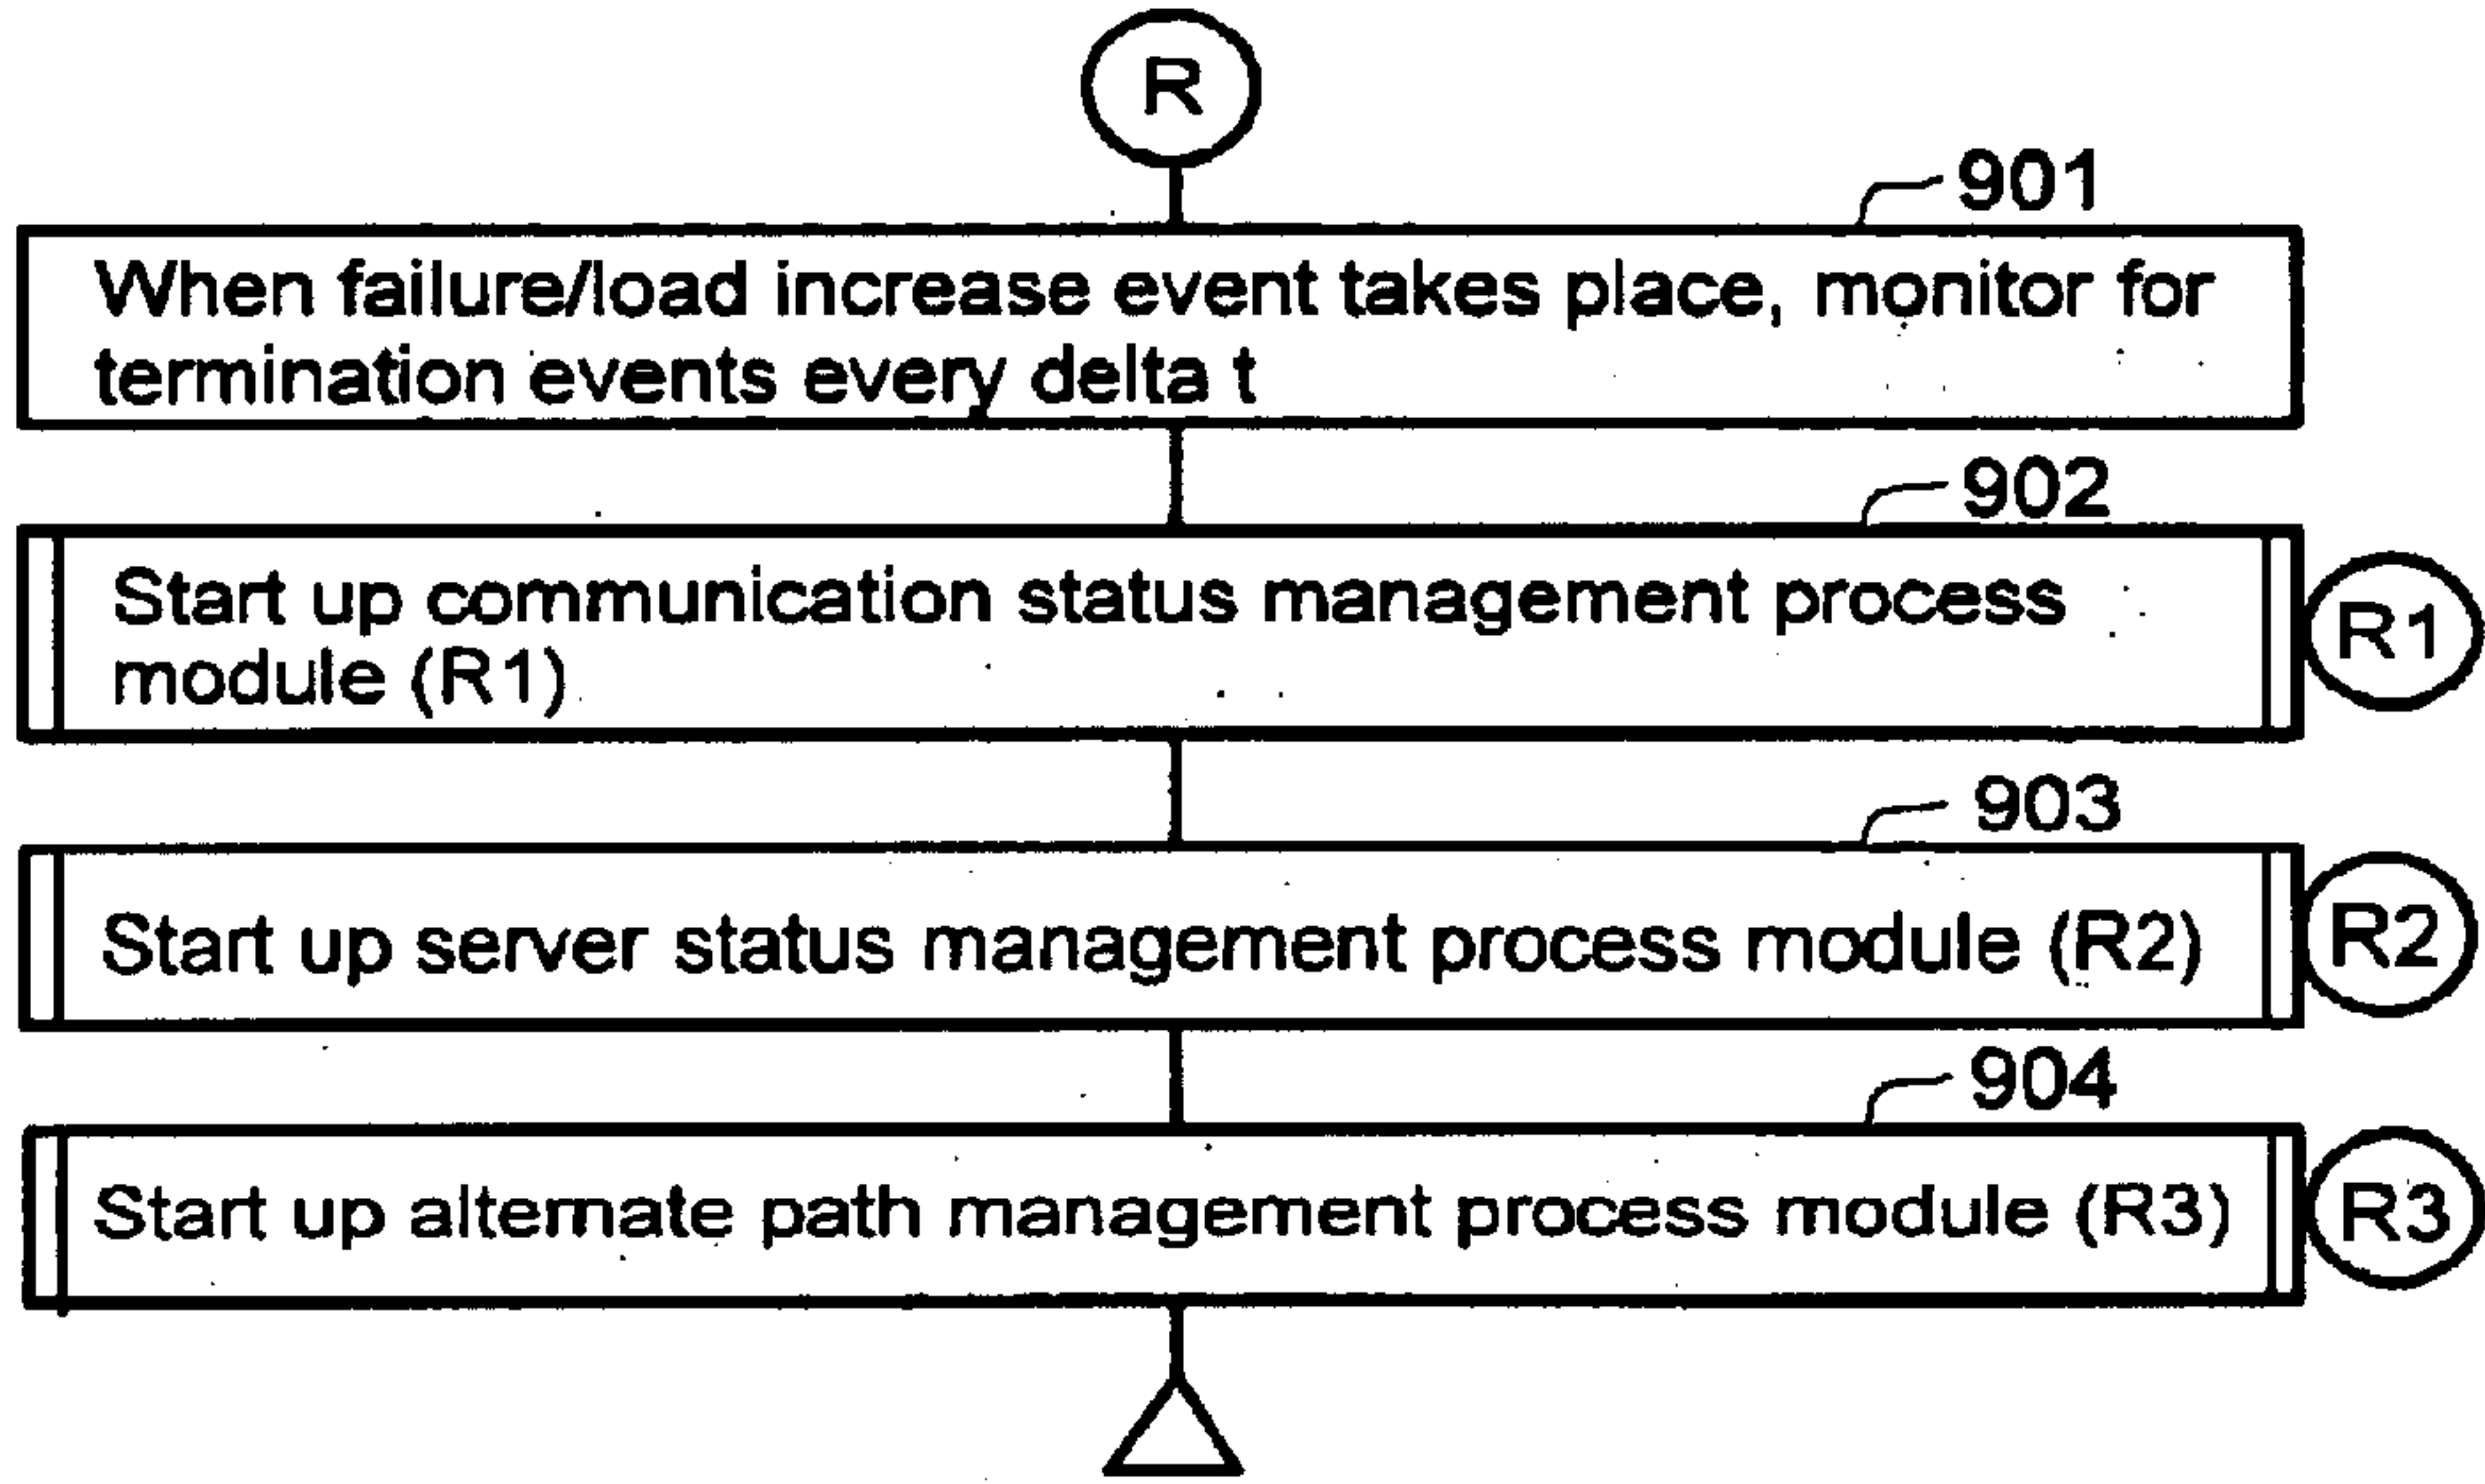 R
901
When failure/load increase event takes place, monitor for
termination events every delta t
902
Start up communication status management process
module (R1)
R1
903
Start up server status management process module (R2)
R2
904
Start up alternate path management process module (R3)
R3